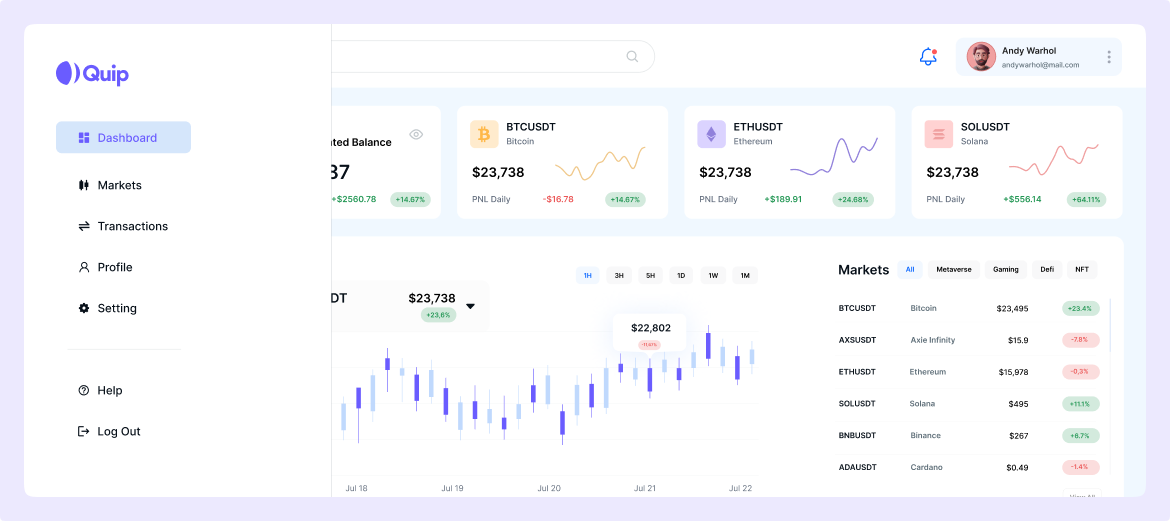 Quip
Dashboard
Markets
Transactions
Profile
Setting
Help
Log Out
Andy Warhol
andywarhol@mail.com
ted Balance
37
+$2560.78 +14.67%
BTCUSDT
Bitcoin
$23,738
PNL Daily -$16.78 +14.67%
ETHUSDT
Ethereum
$23,738
PNL Daily +$189.91 +24.68%
SOLUSDT
Solana
$23,738
PNL Daily +$556.14 +64.11%
1H 3H 5H 1D 1W 1M
DT $23,738
+23,6%
$22,802
Jul 18 Jul 19 Jul 20 Jul 21 Jul 22
Markets All Metaverse Gaming Defi NFT
BTCUSDT Bitcoin $23,495 +23.4%
AXSUSDT Axie Infinity $15.9 -7.8%
ETHUSDT Ethereum $15,978 -0,3%
SOLUSDT Solana $495 +11.1%
BNBUSDT Binance $267 +6.7%
ADAUSDT Cardano $0.49 -1.4%
View All